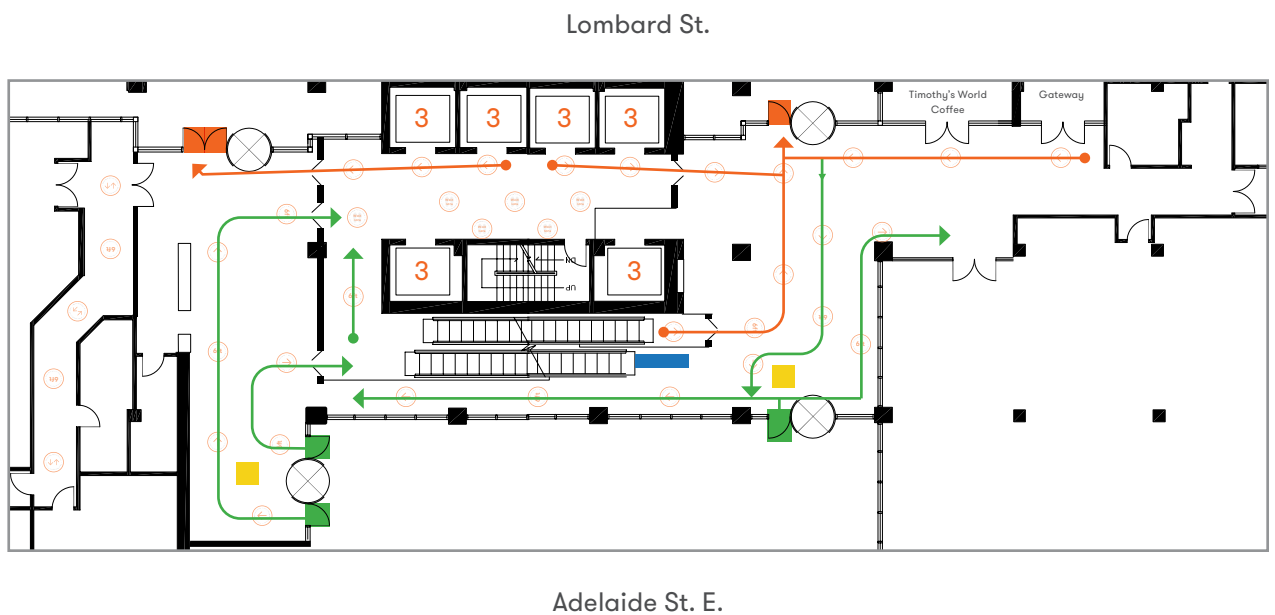 Lombard St.
Timothy's World
Coffee
Gateway
3
3
3
3
3
3
DN
UP
Adelaide St. E.